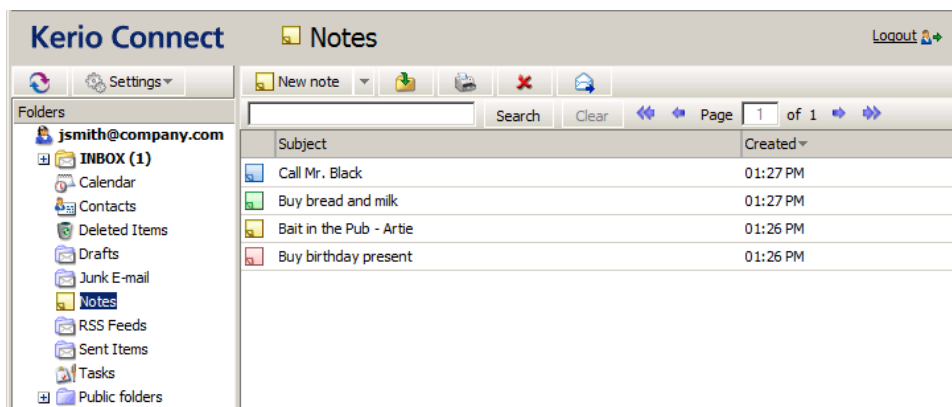 Kerio Connect
Notes
Logout
Settings
New note
Folders
Search Clear Page 1 of 1
jsmith@company.com
INBOX (1)
Calendar
Contacts
Deleted Items
Drafts
Junk E-mail
Notes
RSS Feeds
Sent Items
Tasks
Public folders
Subject Created
Call Mr. Black 01:27 PM
Buy bread and milk 01:27 PM
Bait in the Pub - Artie 01:26 PM
Buy birthday present 01:26 PM